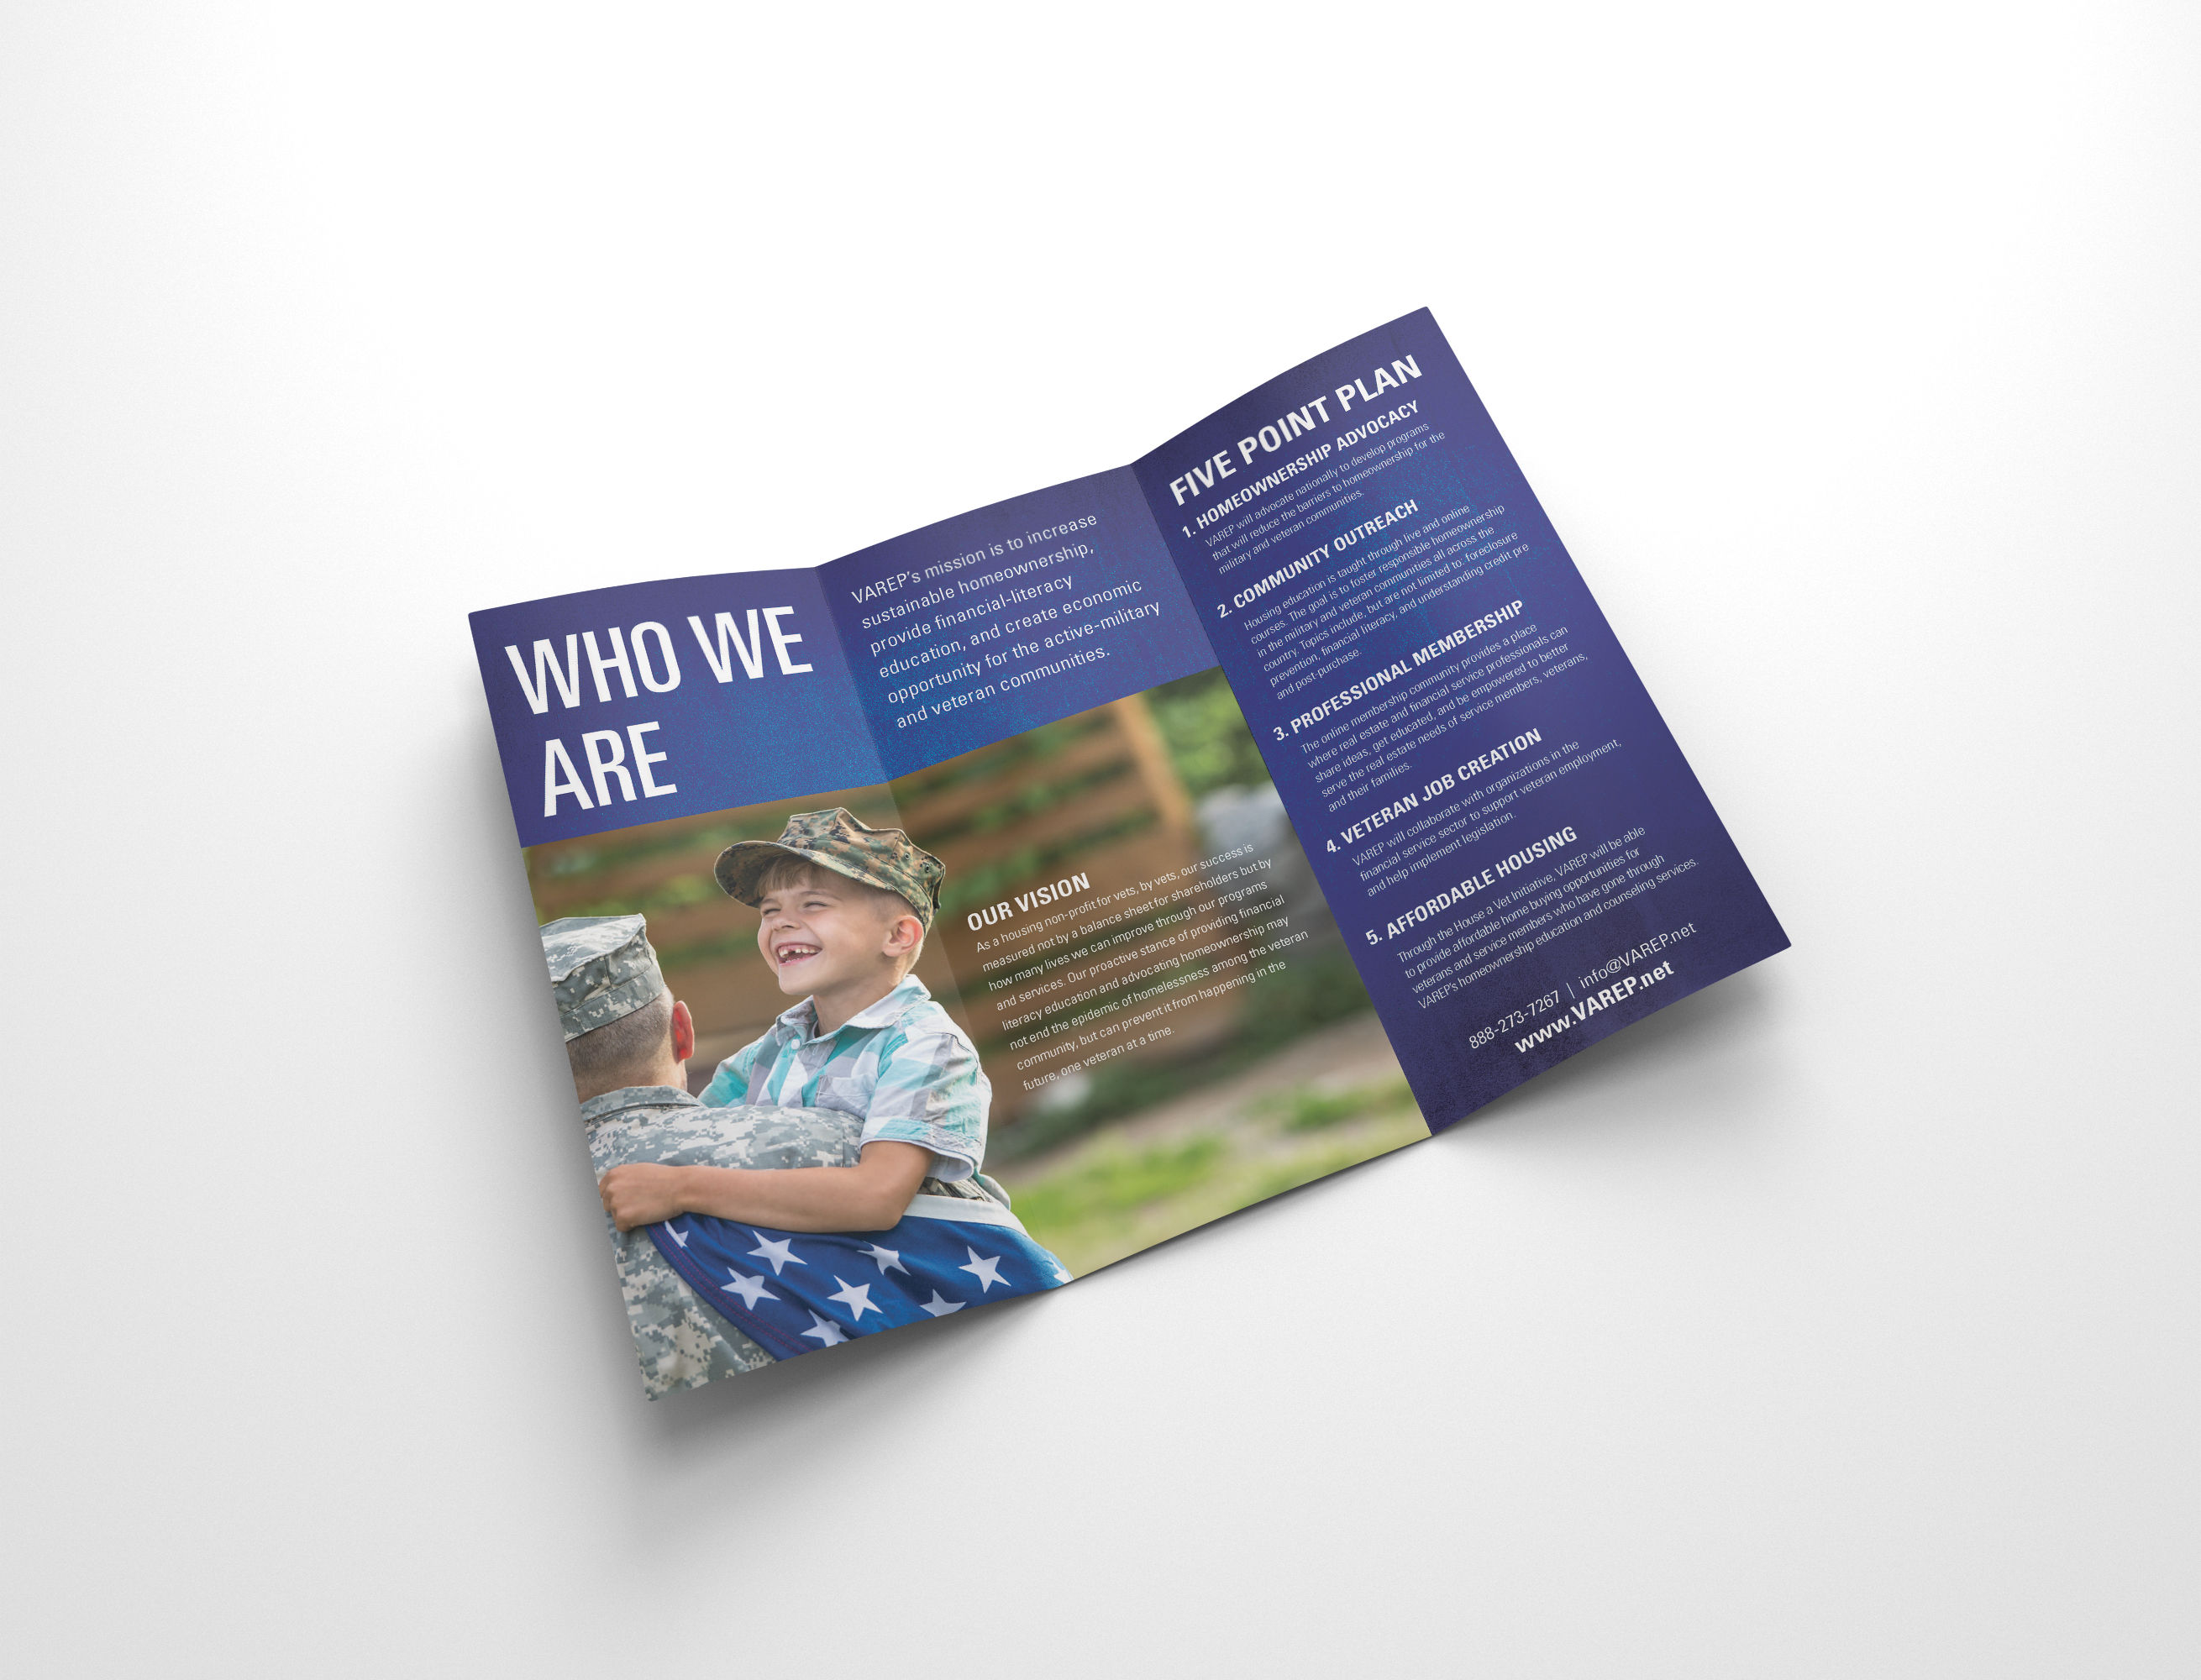 WHO WE
ARE
VAREP's mission is to increase
sustainable homeownership,
provide financial-literacy
education, and create economic
opportunity for the active-military
and veteran communities.
OUR VISION
As a housing non-profit for vets, by vets, our success is
measured not by a balance sheet for shareholders but by
how many lives we can improve through our programs
and services. Our proactive stance of providing financial
literacy education and advocating homeownership may
not end the epidemic of homelessness among the veteran
community, but can prevent it from happening in the
future, one veteran at a time.
FIVE POINT PLAN
1. HOMEOWNERSHIP ADVOCACY
VAREP will advocate nationally to develop programs
that will reduce the barriers to homeownership for the
military and veteran communities.
2. COMMUNITY OUTREACH
Housing education is taught through live and online
courses. The goal is to foster responsible homeownership
in the military and veteran communities all across the
country. Topics include, but are not limited to: foreclosure
prevention, financial literacy, and understanding credit pre
and post-purchase.
3. PROFESSIONAL MEMBERSHIP
The online membership community provides a place
where real estate and financial service professionals can
share ideas, get educated, and be empowered to better
serve the real estate needs of service members, veterans,
and their families.
4. VETERAN JOB CREATION
VAREP will collaborate with organizations in the
financial service sector to support veteran employment,
and help implement legislation.
5. AFFORDABLE HOUSING
Through the House a Vet Initiative, VAREP will be able
to provide affordable home buying opportunities for
veterans and service members who have gone through
VAREP's homeownership education and counseling services.
888-273-7267 | info@VAREP.net
www.VAREP.net